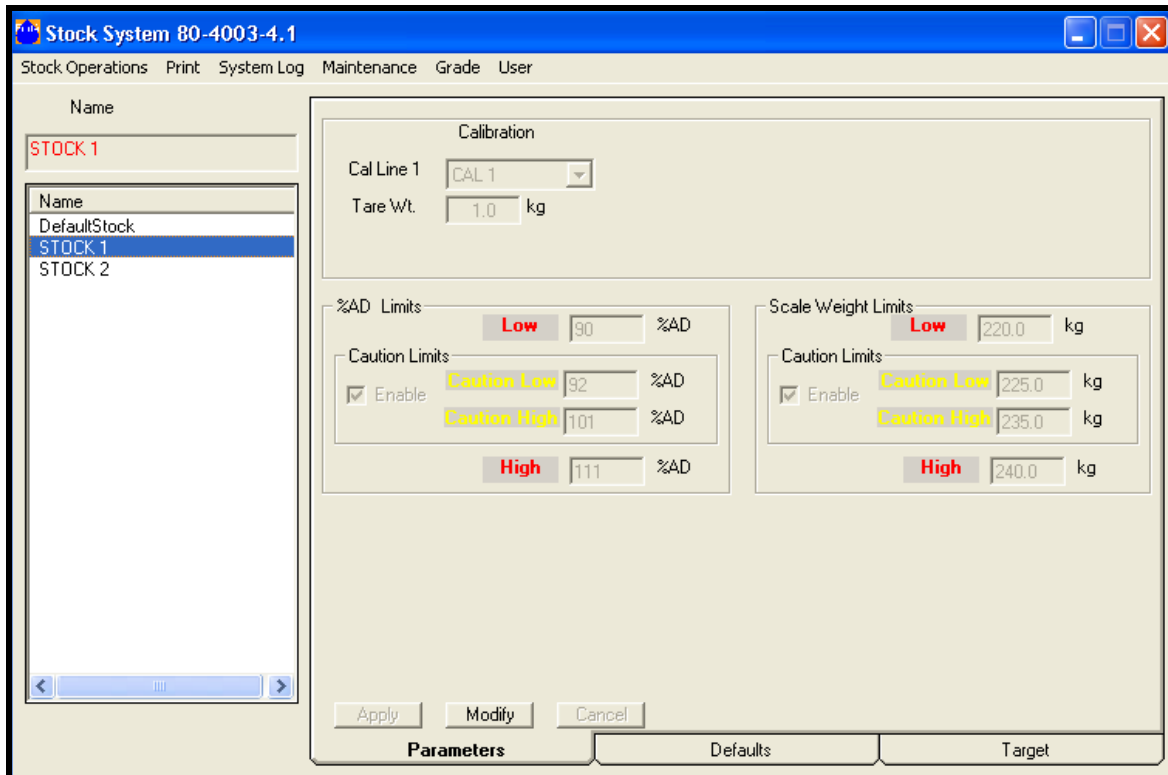 Stock System 80-4003-4.1
Stock Operations Print System Log Maintenance Grade User
Name
STOCK 1
Name
DefaultStock
STOCK 1
STOCK 2
Calibration
Cal Line 1 CAL 1
Tare Wt. 1.0 kg
%AD Limits
Low 90 %AD
Caution Limits
Enable Caution Low 92 %AD
Caution High 101 %AD
High 111 %AD
Scale Weight Limits
Low 220.0 kg
Caution Limits
Enable Caution Low 225.0 kg
Caution High 235.0 kg
High 240.0 kg
Apply Modify Cancel
Parameters Defaults Target